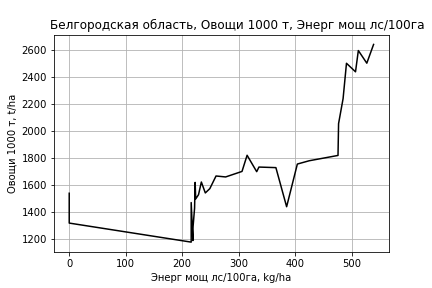 Белгородская область, Овощи 1000 т, Энерг мощ лс/100га
2600
2400
2200
2000
1800
1600
1400
1200
Овощи 1000 т, t/ha
0 100 200 300 400 500
Энерг мощ лс/100га, kg/ha